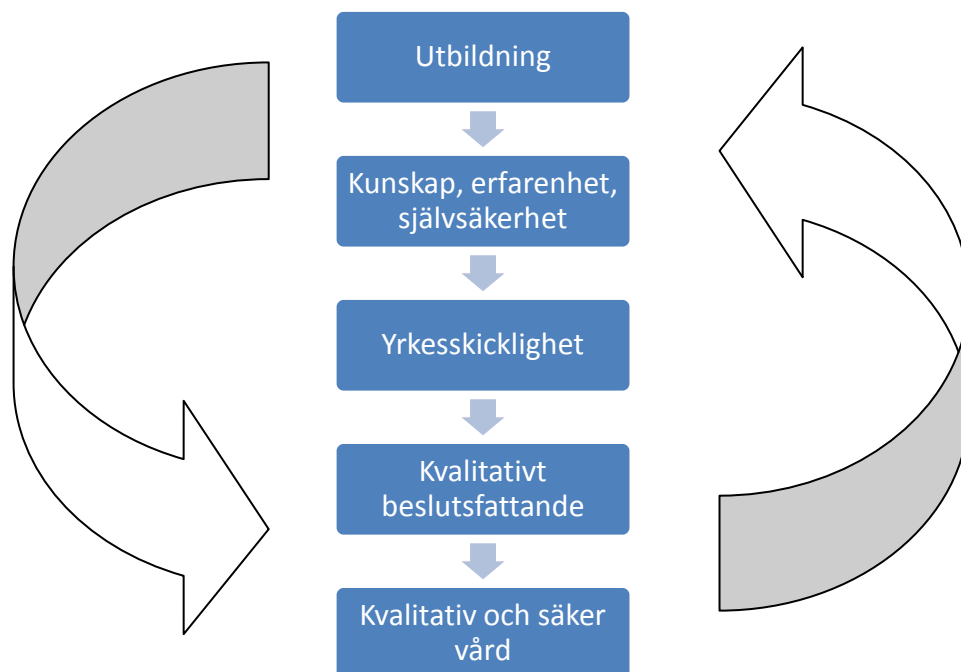 Utbildning
Kunskap, erfarenhet,
självsäkerhet
Yrkesskicklighet
Kvalitativt
beslutsfattande
Kvalitativ och säker
vård